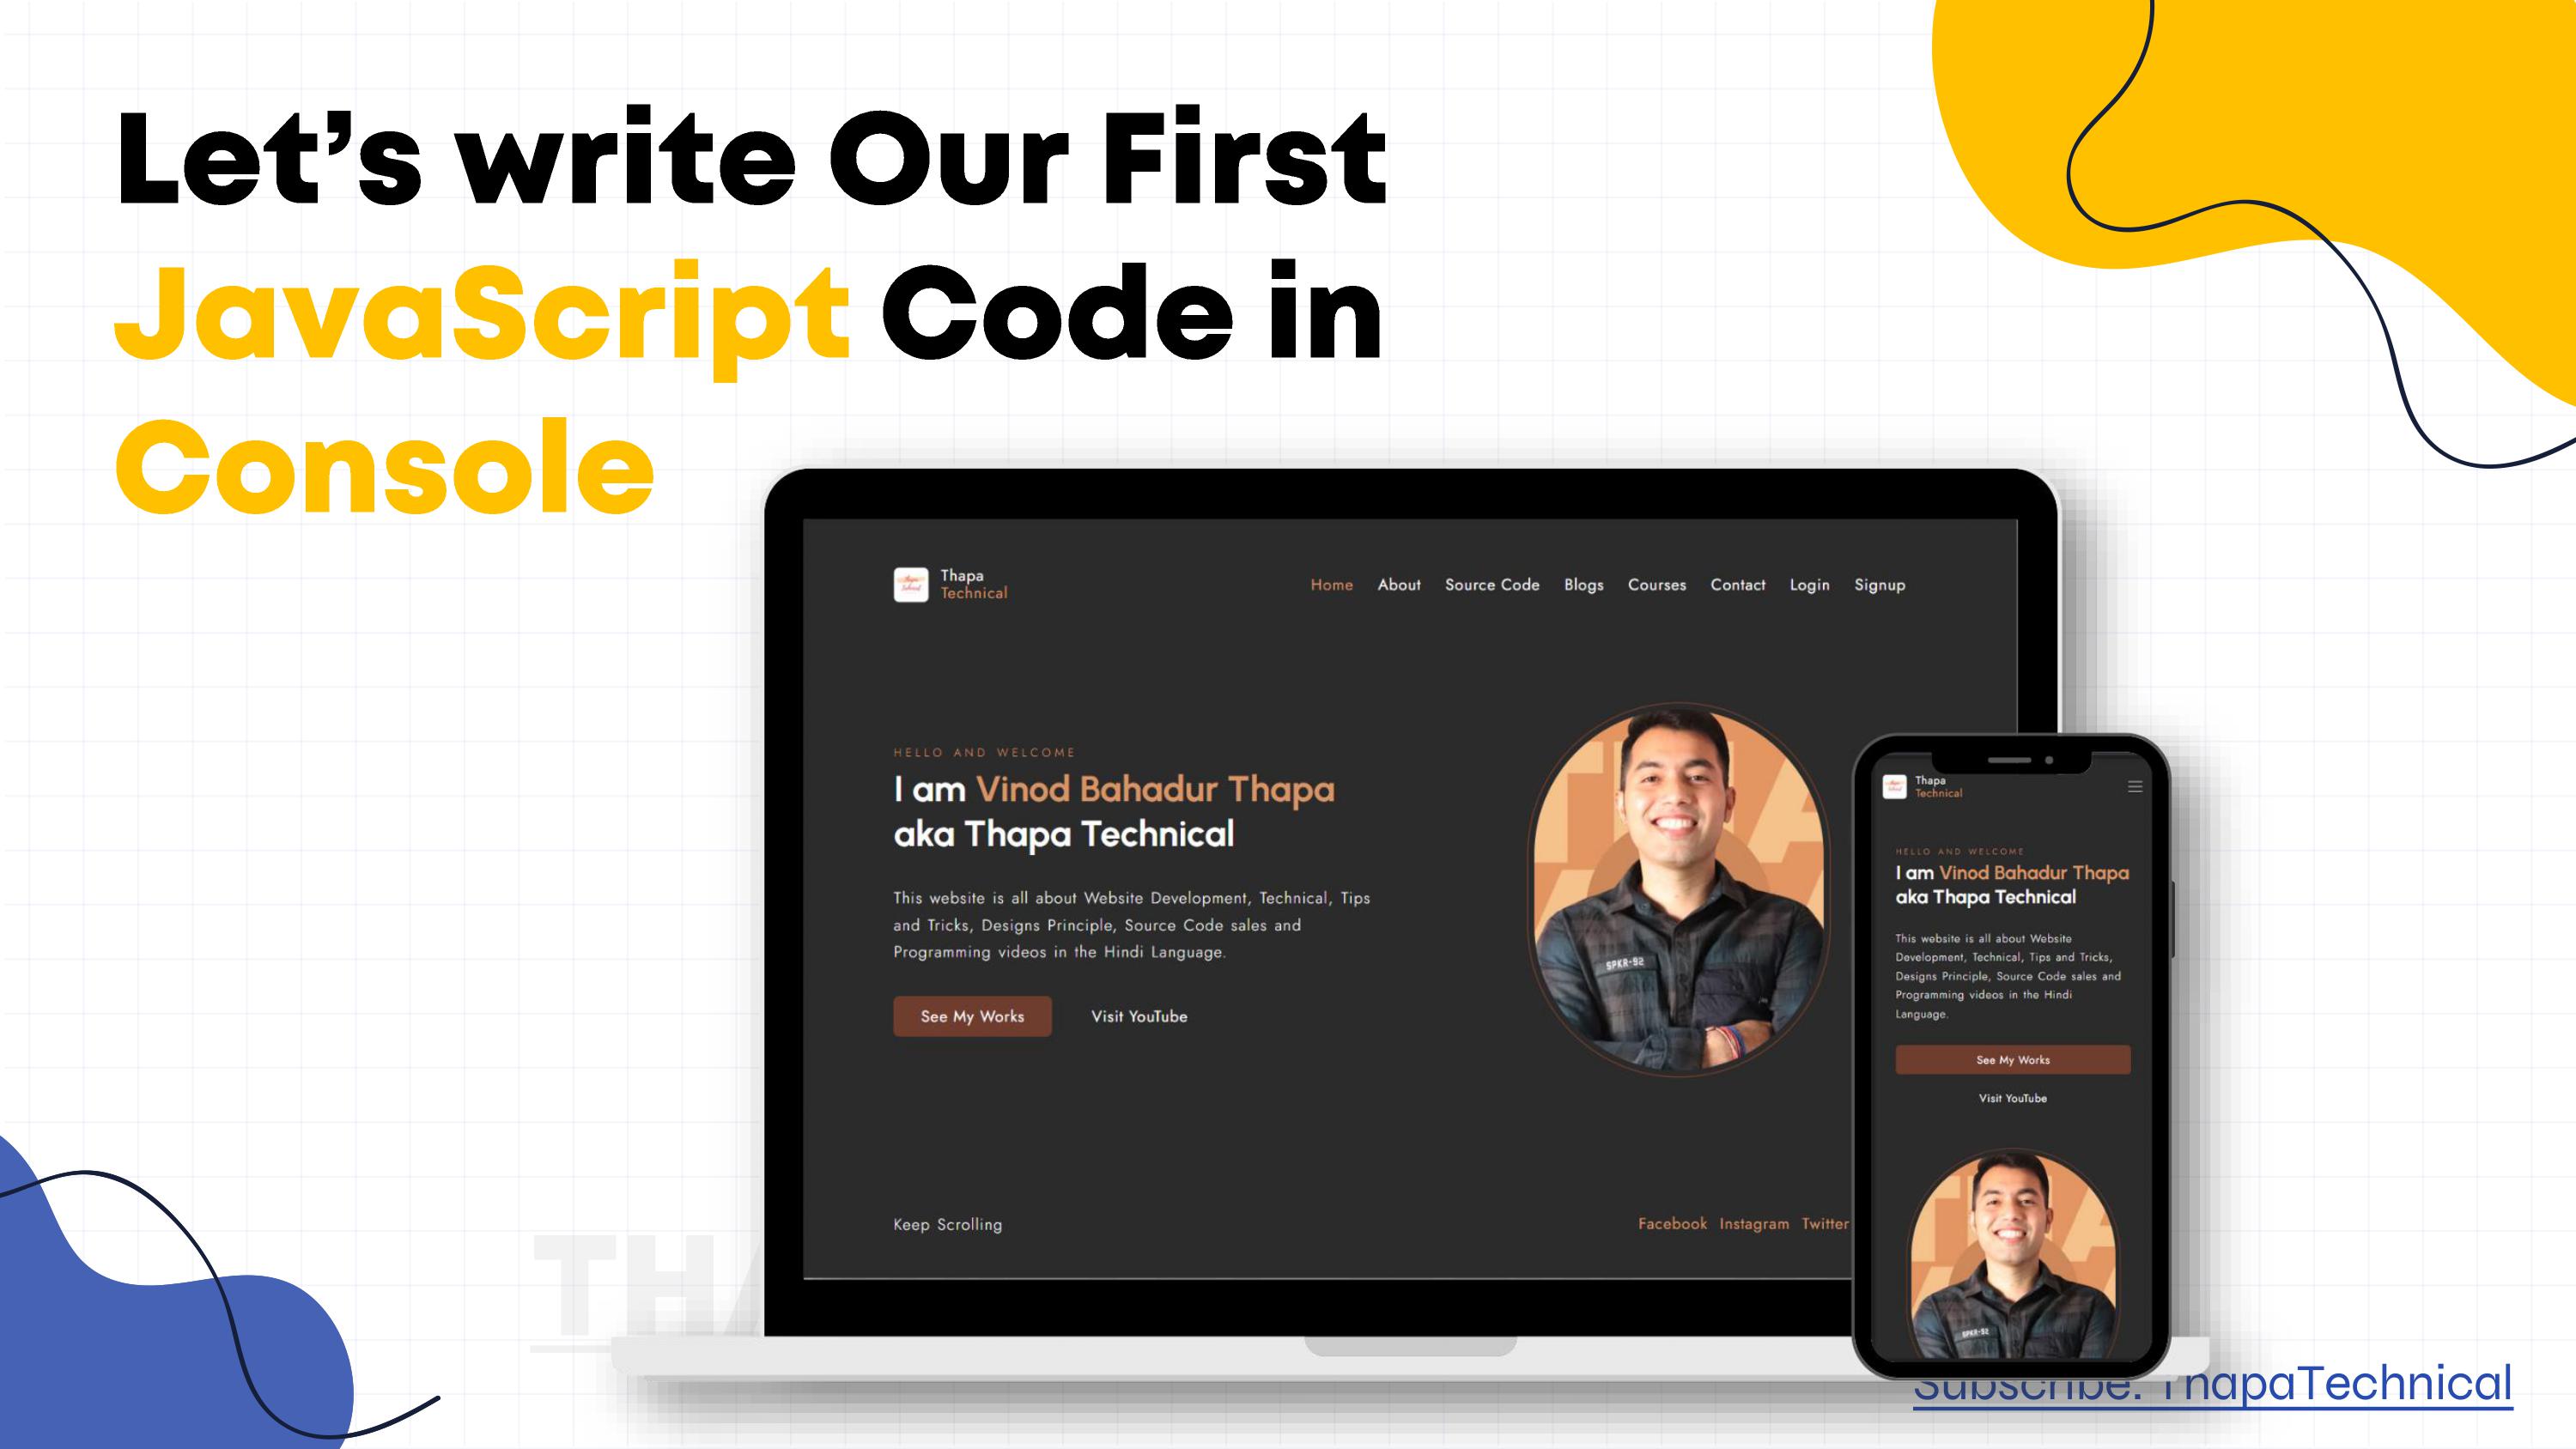 Let's write Our First
JavaScript Code in
Console
Thapa
Technical
Home About Source Code Blogs Courses Contact Login Signup
HELLO AND WELCOME
I am Vinod Bahadur Thapa
aka Thapa Technical
This website is all about Website Development, Technical, Tips
and Tricks, Designs Principle, Source Code sales and
Programming videos in the Hindi Language.
See My Works Visit YouTube
SPKR-92
Keep Scrolling
Facebook Instagram Twitter
Thapa
Technical
HELLO AND WELCOME
I am Vinod Bahadur Thapa
aka Thapa Technical
This website is all about Website
Development, Technical, Tips and Tricks,
Designs Principle, Source Code sales and
Programming videos in the Hindi
Language.
See My Works
Visit YouTube
SPKR-92
Subscribe: ThapaTechnical